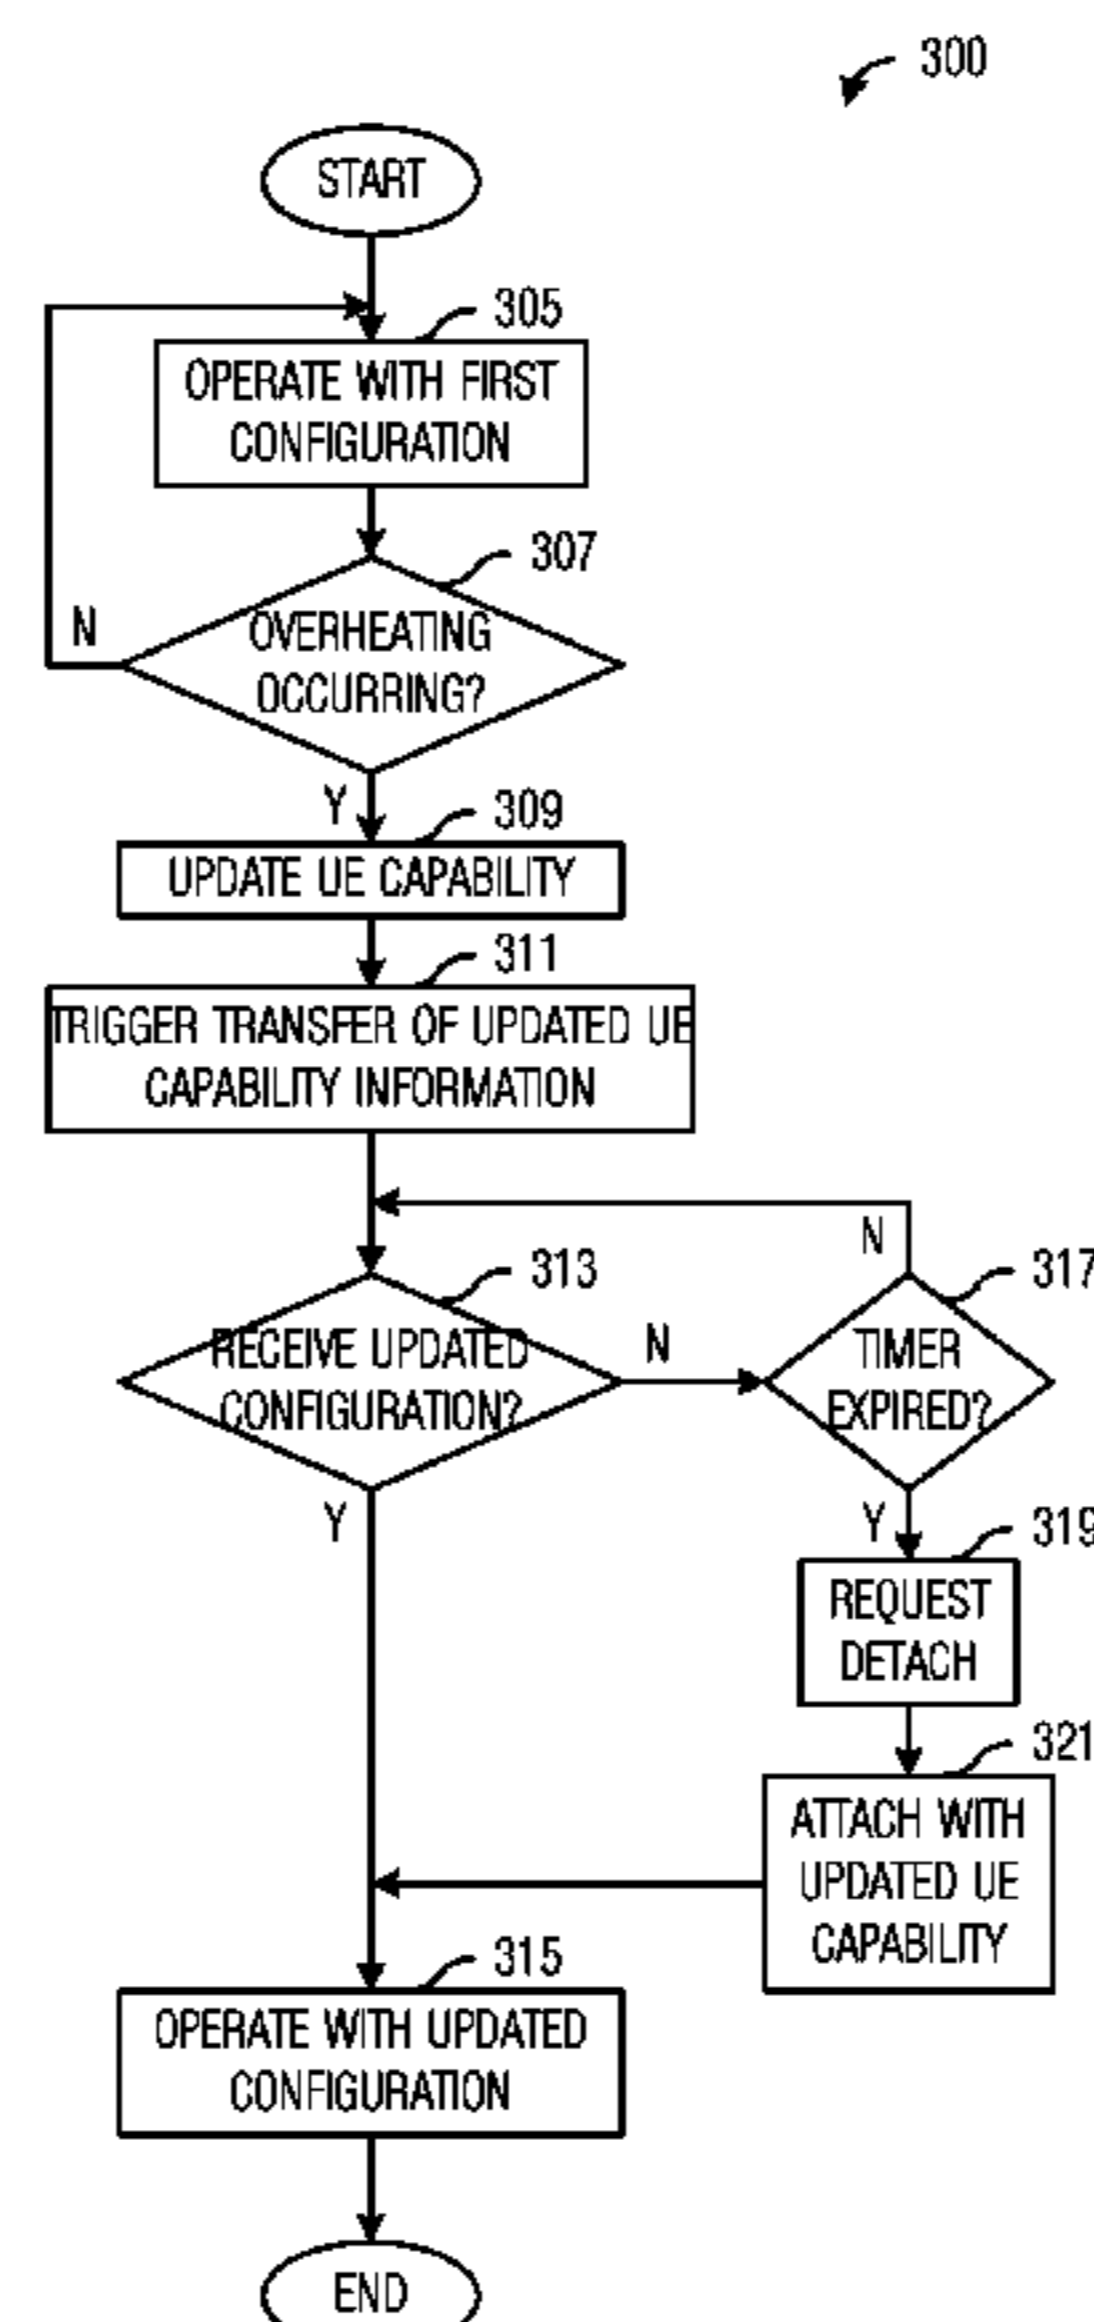 300
START
305
OPERATE WITH FIRST
CONFIGURATION
307
OVERHEATING
OCCURRING?
N
Y
309
UPDATE UE CAPABILITY
311
TRIGGER TRANSFER OF UPDATED UE
CAPABILITY INFORMATION
N
313
317
RECEIVE UPDATED
CONFIGURATION?
N
TIMER
EXPIRED?
Y
Y
319
REQUEST
DETACH
321
ATTACH WITH
UPDATED UE
CAPABILITY
315
OPERATE WITH UPDATED
CONFIGURATION
END